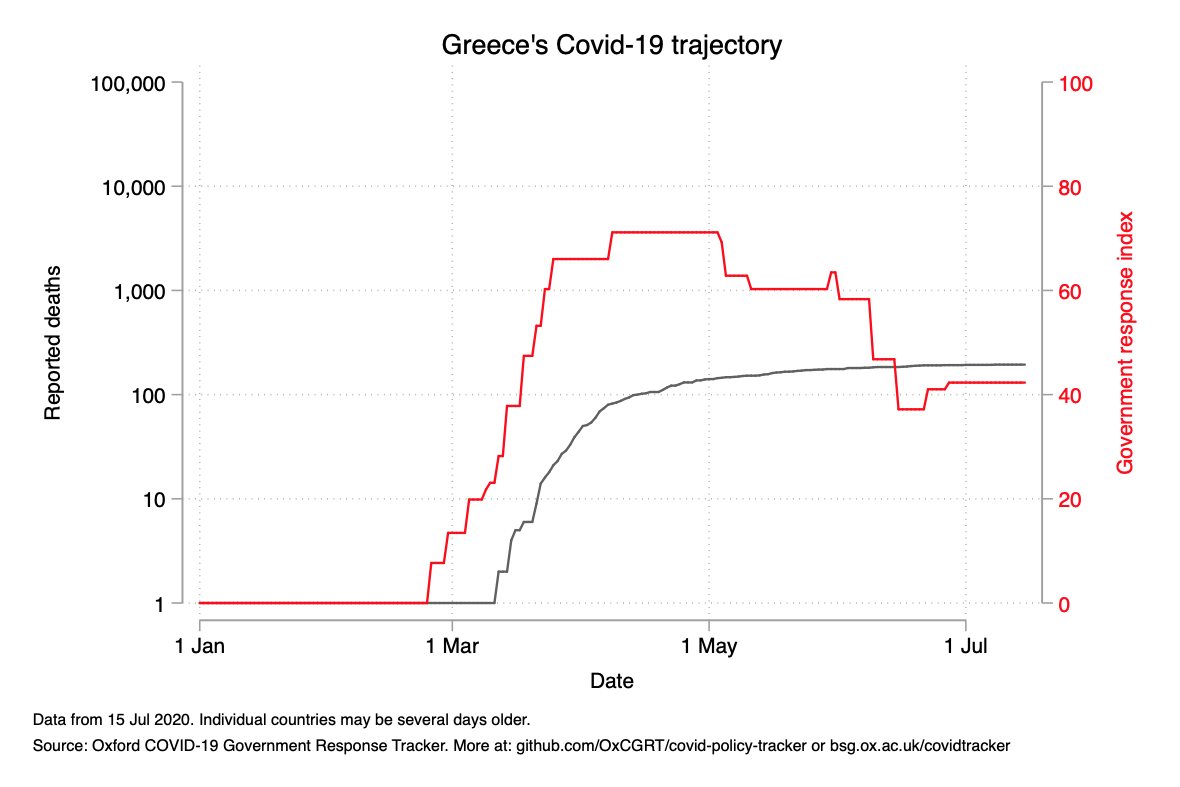 Greece's Covid-19 trajectory
100,000
10,000
1,000
100
10
1
Reported deaths
100
80
60
40
20
0
Government response index
1 Jan
1 Mar
1 May
1 Jul
Date
Data from 15 Jul 2020. Individual countries may be several days older.
Source: Oxford COVID-19 Government Response Tracker. More at: github.com/OxCGRT/covid-policy-tracker or bsg.ox.ac.uk/covidtracker